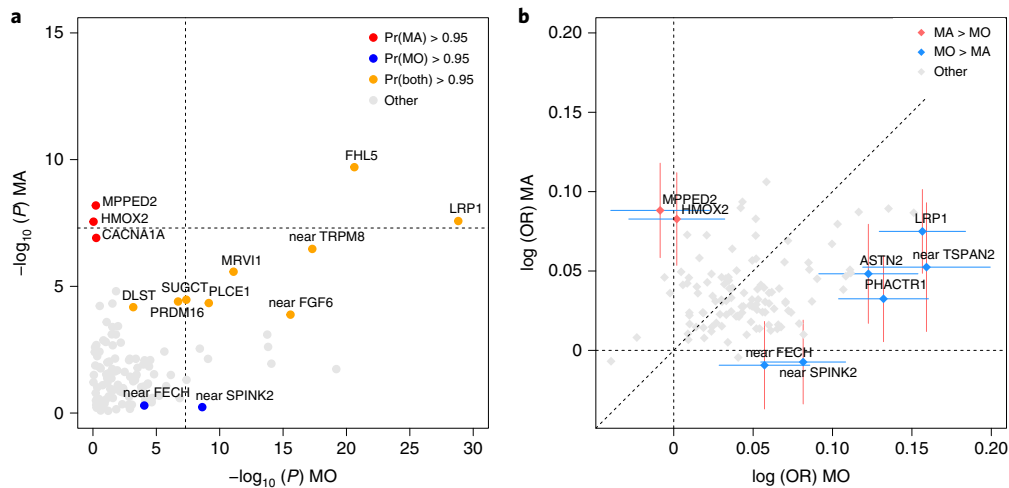 a
15
10
5
0
0
5
10
15
20
25
30
−log10 (P) MA
−log10 (P) MO
Pr(MA) > 0.95
Pr(MO) > 0.95
Pr(both) > 0.95
Other
FHL5
LRP1
MPPED2
HMOX2
CACNA1A
near TRPM8
MRVI1
SUGCT
DLST
PLCE1
PRDM16
near FGF6
near FECH
near SPINK2
b
0.20
0.15
0.10
0.05
0
0
0.05
0.10
0.15
0.20
log (OR) MA
log (OR) MO
MA > MO
MO > MA
Other
MPPED2
HMOX2
LRP1
near TSPAN2
ASTN2
PHACTR1
near FECH
near SPINK2